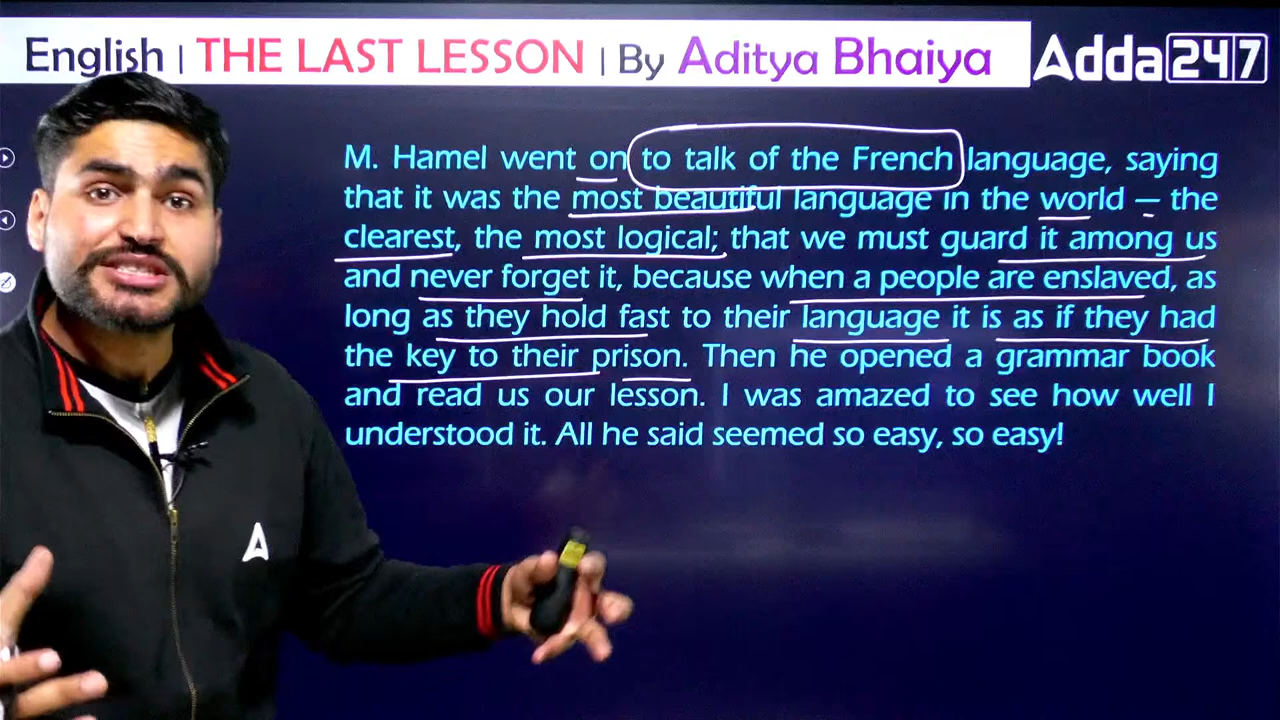 English | THE LAST LESSON | By Aditya Bhaiya
Adda247
M. Hamel went on to talk of the French language, saying
that it was the most beautiful language in the world — the
clearest, the most logical; that we must guard it among us
and never forget it, because when a people are enslaved, as
long as they hold fast to their language it is as if they had
the key to their prison. Then he opened a grammar book
and read us our lesson. I was amazed to see how well I
understood it. All he said seemed so easy, so easy!